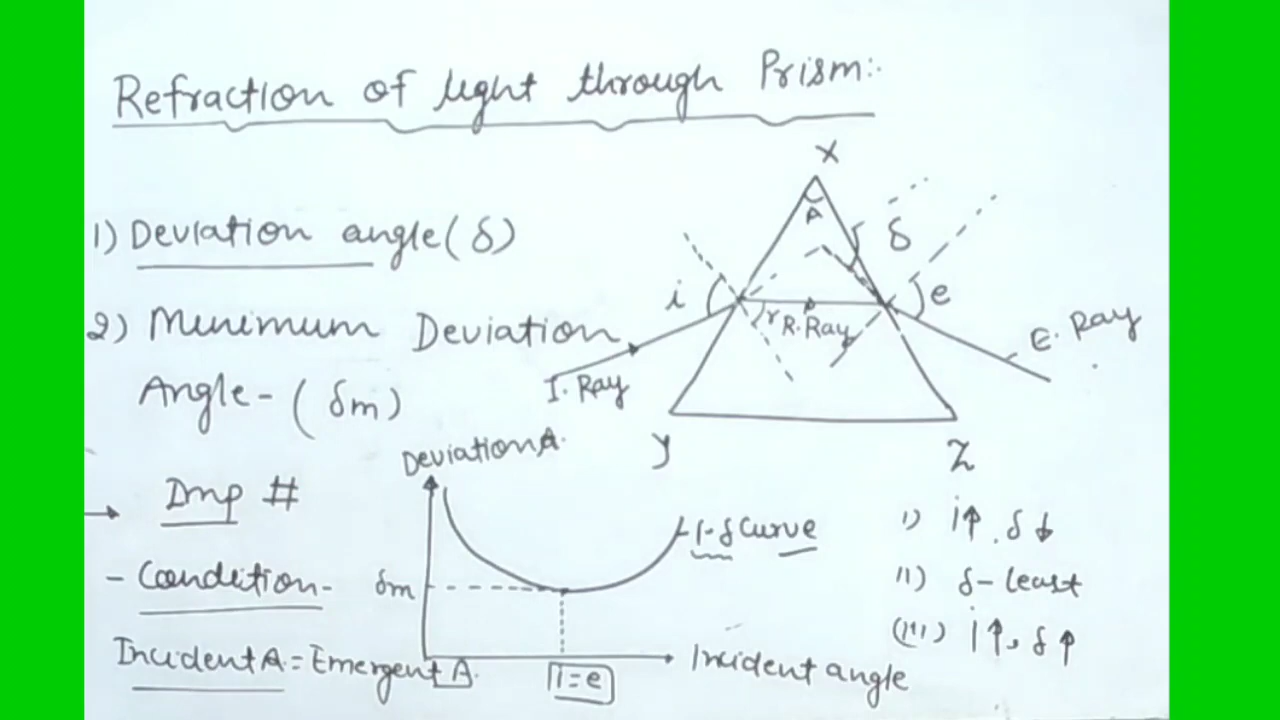 Refraction of light through Prism:
1) Deviation angle (δ)
2) Minimum Deviation
Angle - (δm)
→ Imp #
- Condition -
Incident A = Emergent A.
X
A
δ
i
e
r
R. Ray
I. Ray
E. Ray
Y
Z
Deviation A.
δm
i-δ Curve
i=e
Incident angle
i) i↑, δ↓
ii) δ - least
(iii) i↑, δ↑